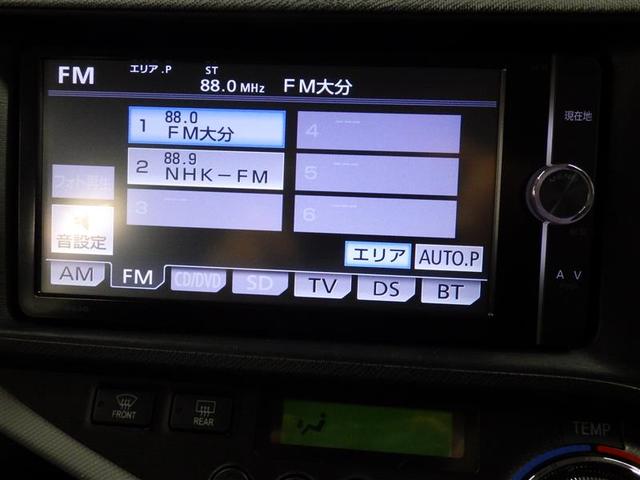 FM エリア.P ST 88.0 MHz FM大分
1 88.0 FM大分
4 ---
2 88.9 NHK-FM
5 ---
3 ---
6 ---
フォト再生
音設定
エリア AUTO.P
AM FM CD/DVD SD TV DS BT
現在地
A V
FRONT
REAR
TEMP